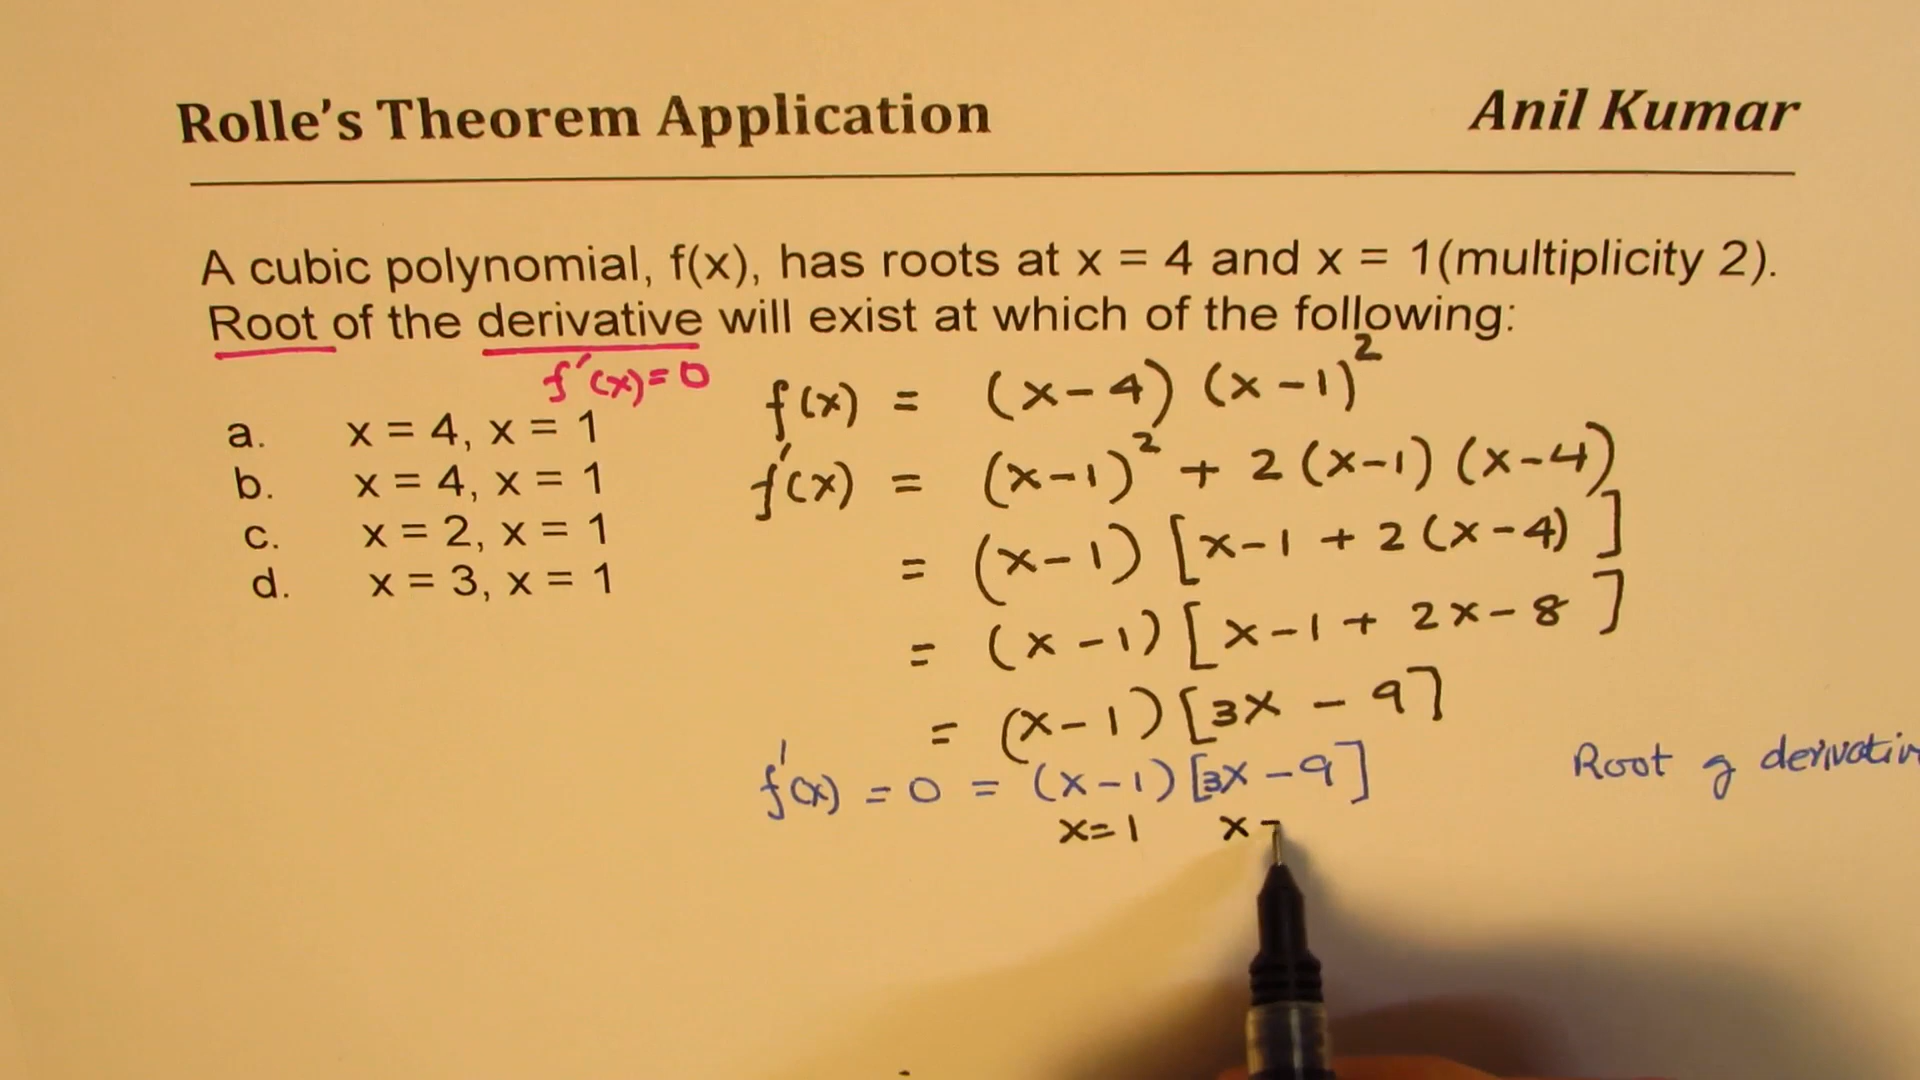 Rolle's Theorem Application
Anil Kumar
A cubic polynomial, f(x), has roots at x = 4 and x = 1(multiplicity 2).
Root of the derivative will exist at which of the following:
f'(x)=0
a. x = 4, x = 1
b. x = 4, x = 1
c. x = 2, x = 1
d. x = 3, x = 1
f(x) = (x-4) (x-1)²
f'(x) = (x-1)² + 2 (x-1) (x-4)
= (x-1) [x-1 + 2(x-4) ]
= (x-1) [x-1 + 2x-8 ]
= (x-1) [3x - 9]
f'(x) = 0 = (x-1) [3x-9]
Root of
x=1 x